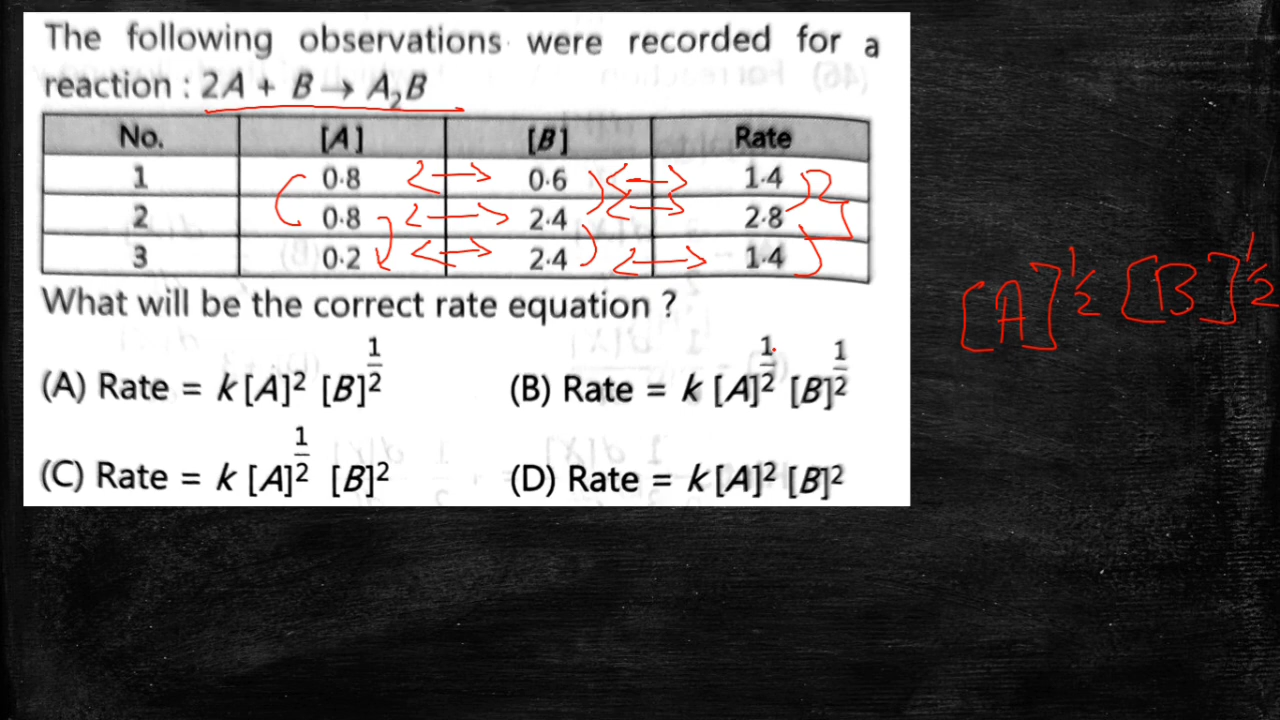 The following observations were recorded for a
reaction : 2A + B → A₂B
No. [A] [B] Rate
1 0·8 0·6 1·4
2 0·8 2·4 2·8
3 0·2 2·4 1·4
What will be the correct rate equation ?
(A) Rate = k [A]² [B]^½ (B) Rate = k [A]^½ [B]^½
(C) Rate = k [A]^½ [B]² (D) Rate = k [A]² [B]²
[A]^½ [B]^½